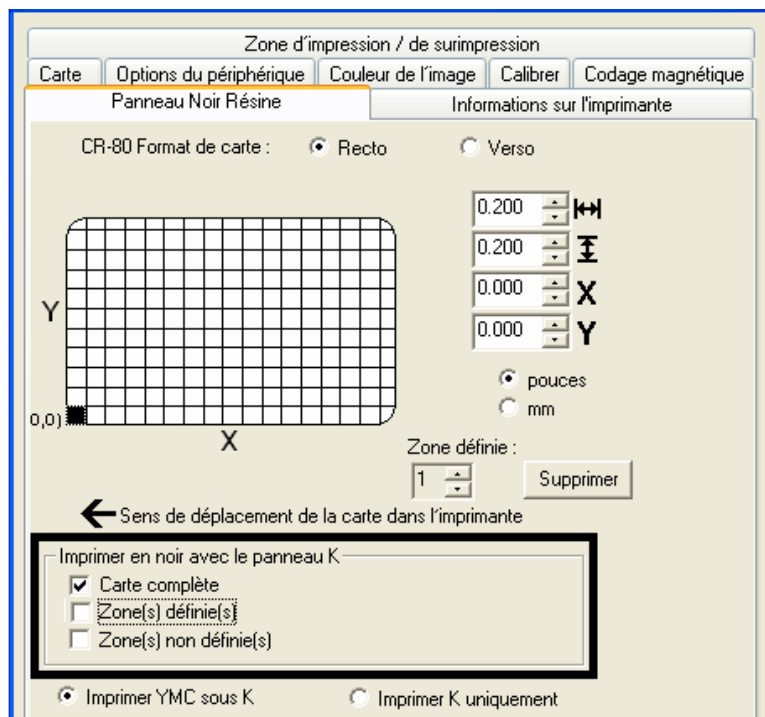 Zone d'impression / de surimpression
Carte Options du périphérique Couleur de l'image Calibrer Codage magnétique
Panneau Noir Résine Informations sur l'imprimante
CR-80 Format de carte : Recto Verso
0.200
0.200
0.000 X
Y 0.000 Y
pouces
0,0) mm
X
Zone définie :
1 Supprimer
Sens de déplacement de la carte dans l'imprimante
Imprimer en noir avec le panneau K
Carte complète
Zone(s) définie(s)
Zone(s) non définie(s)
Imprimer YMC sous K Imprimer K uniquement